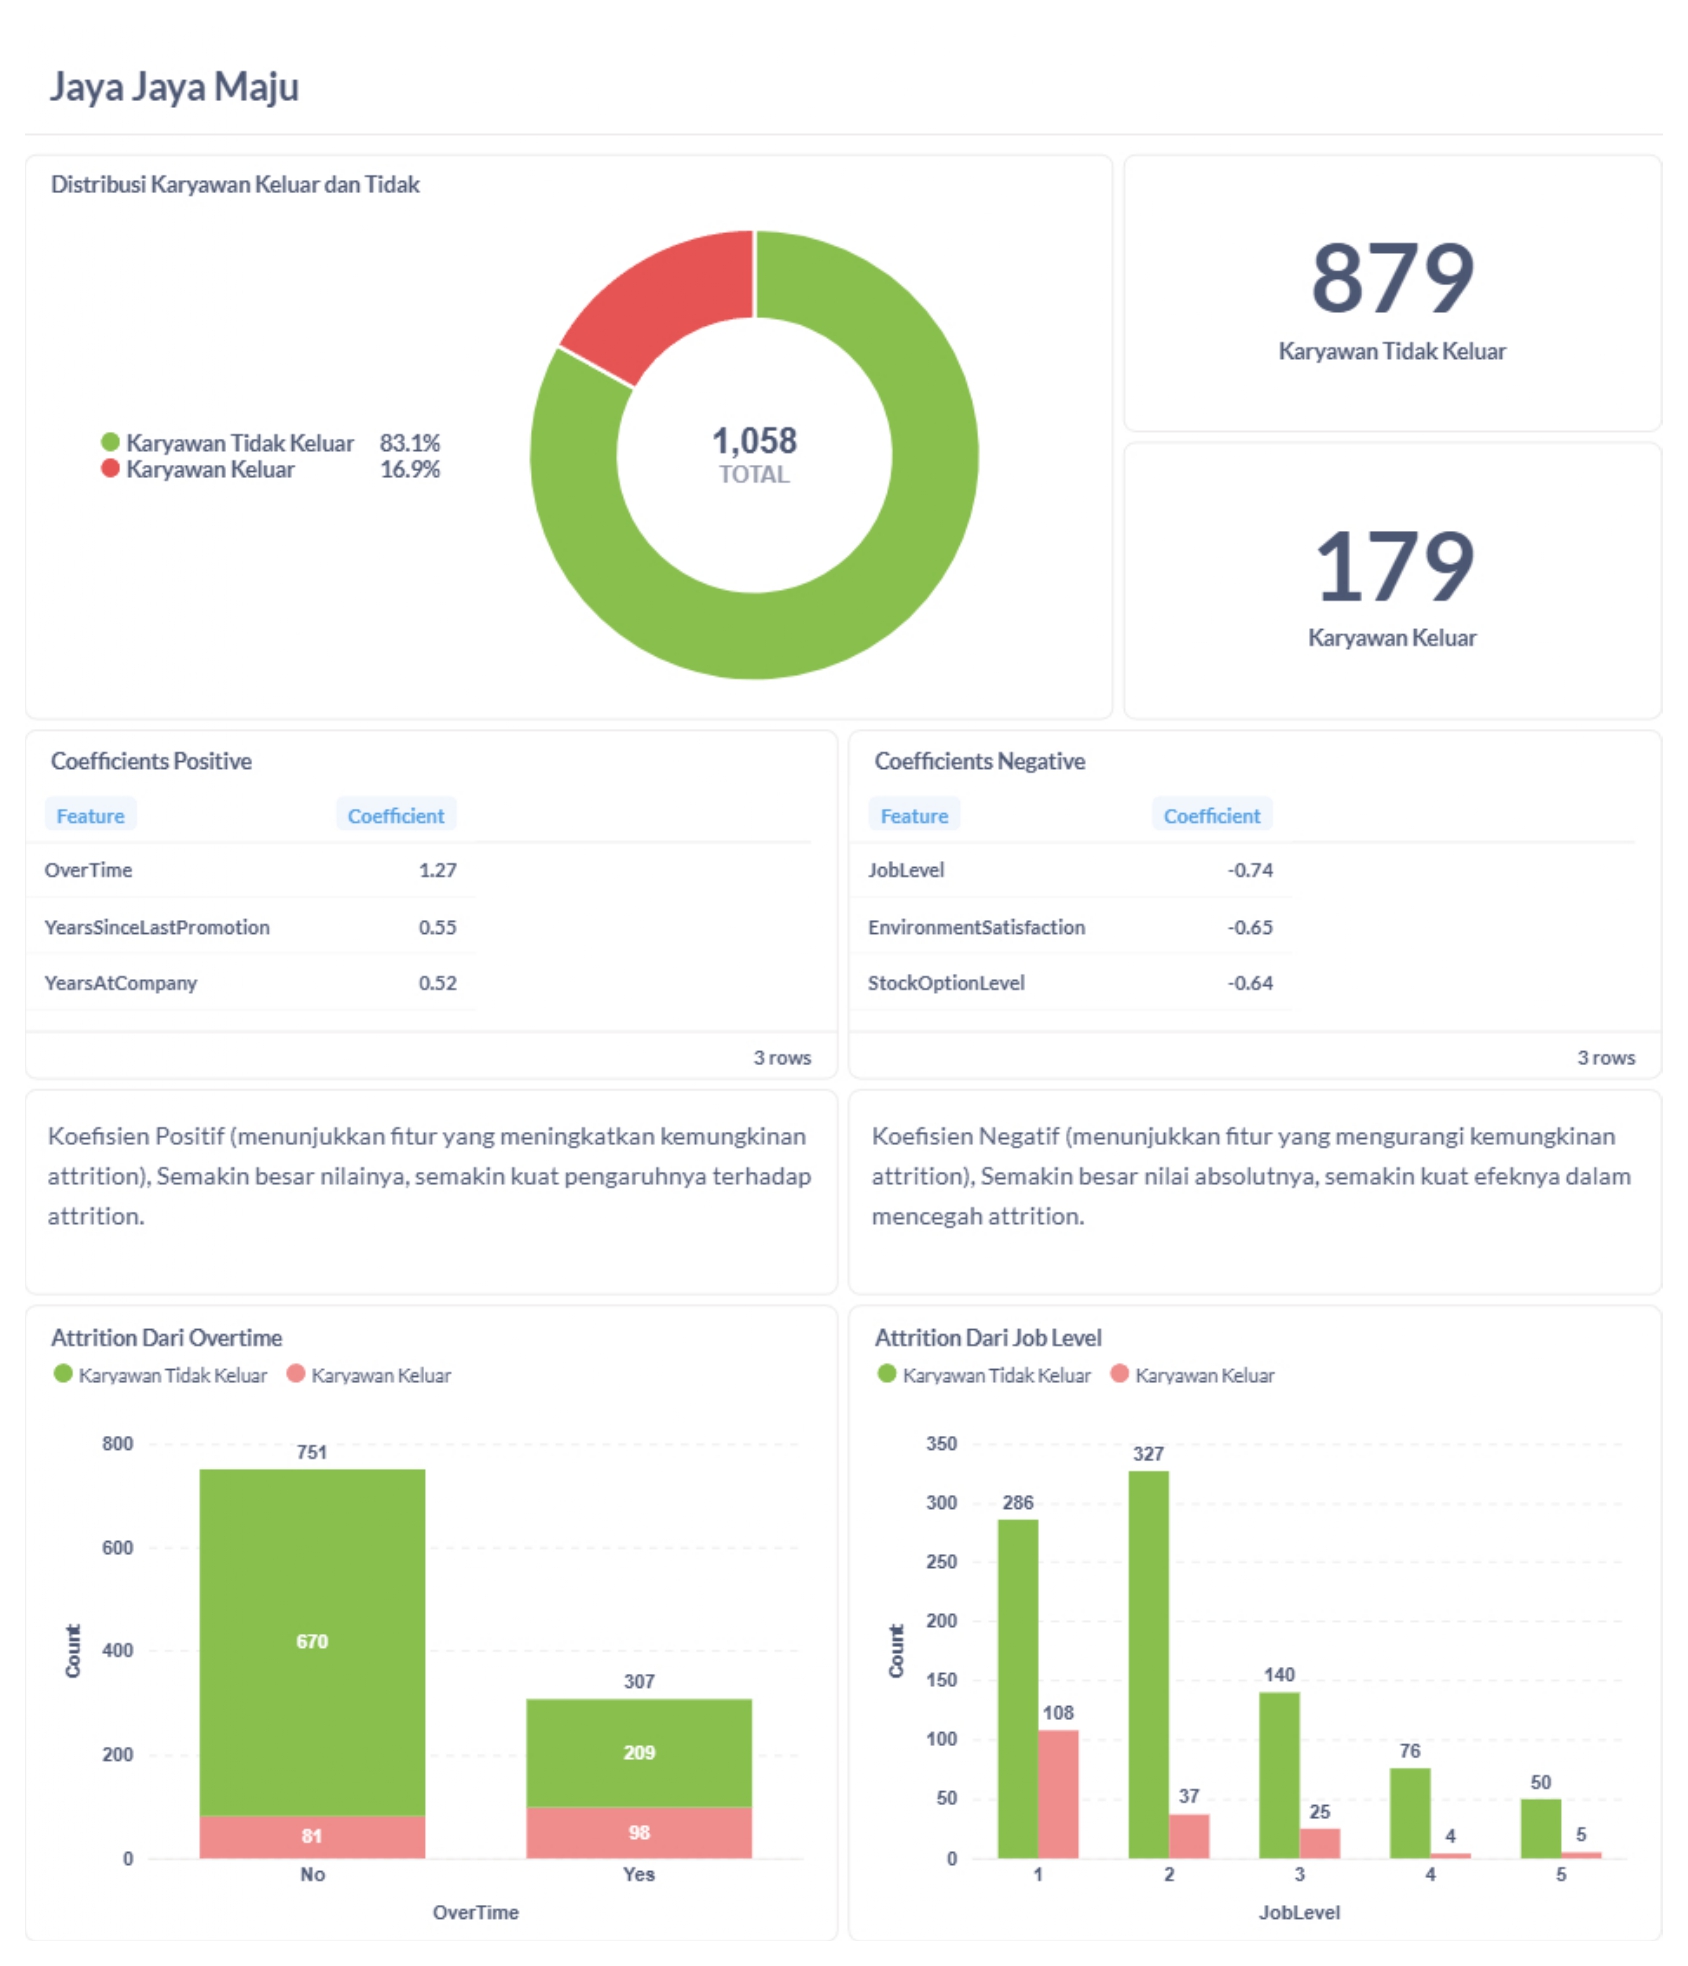 Jaya Jaya Maju
Distribusi Karyawan Keluar dan Tidak
Karyawan Tidak Keluar 83.1%
Karyawan Keluar 16.9%
1,058
TOTAL
879
Karyawan Tidak Keluar
179
Karyawan Keluar
Coefficients Positive
Feature Coefficient
OverTime 1.27
YearsSinceLastPromotion 0.55
YearsAtCompany 0.52
3 rows
Coefficients Negative
Feature Coefficient
JobLevel -0.74
EnvironmentSatisfaction -0.65
StockOptionLevel -0.64
3 rows
Koefisien Positif (menunjukkan fitur yang meningkatkan kemungkinan
attrition), Semakin besar nilainya, semakin kuat pengaruhnya terhadap
attrition.
Koefisien Negatif (menunjukkan fitur yang mengurangi kemungkinan
attrition), Semakin besar nilai absolutnya, semakin kuat efeknya dalam
mencegah attrition.
Attrition Dari Overtime
Karyawan Tidak Keluar Karyawan Keluar
800
600
400
200
0
Count
751
670
81
307
209
98
No Yes
OverTime
Attrition Dari Job Level
Karyawan Tidak Keluar Karyawan Keluar
350
300
250
200
150
100
50
0
Count
286
108
327
37
140
25
76
4
50
5
1 2 3 4 5
JobLevel